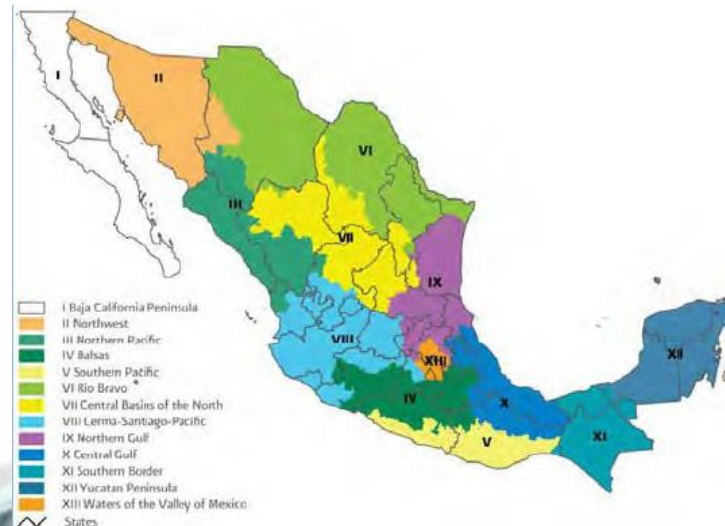 I
II
VI
III
VII
IX
VIII
XIII
XII
IV
X
V
XI
I Baja California Peninsula
II Northwest
III Northern Pacific
IV Balsas
V Southern Pacific
VI Rio Bravo
VII Central Basins of the North
VIII Lerma-Santiago-Pacific
IX Northern Gulf
X Central Gulf
XI Southern Border
XII Yucatan Peninsula
XIII Waters of the Valley of Mexico
States